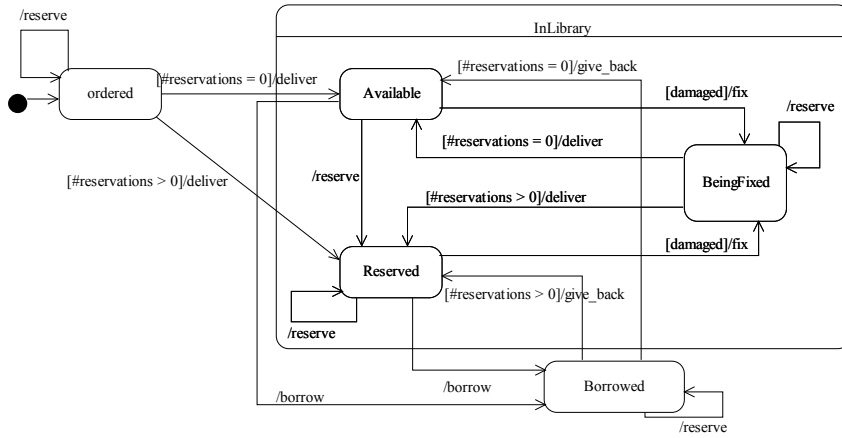 /reserve
InLibrary
[#reservations = 0]/deliver
[#reservations = 0]/give_back
ordered
Available
[damaged]/fix
/reserve
[#reservations = 0]/deliver
/reserve
[#reservations > 0]/deliver
BeingFixed
[#reservations > 0]/deliver
[damaged]/fix
Reserved
[#reservations > 0]/give_back
/reserve
/borrow
/borrow
Borrowed
/reserve